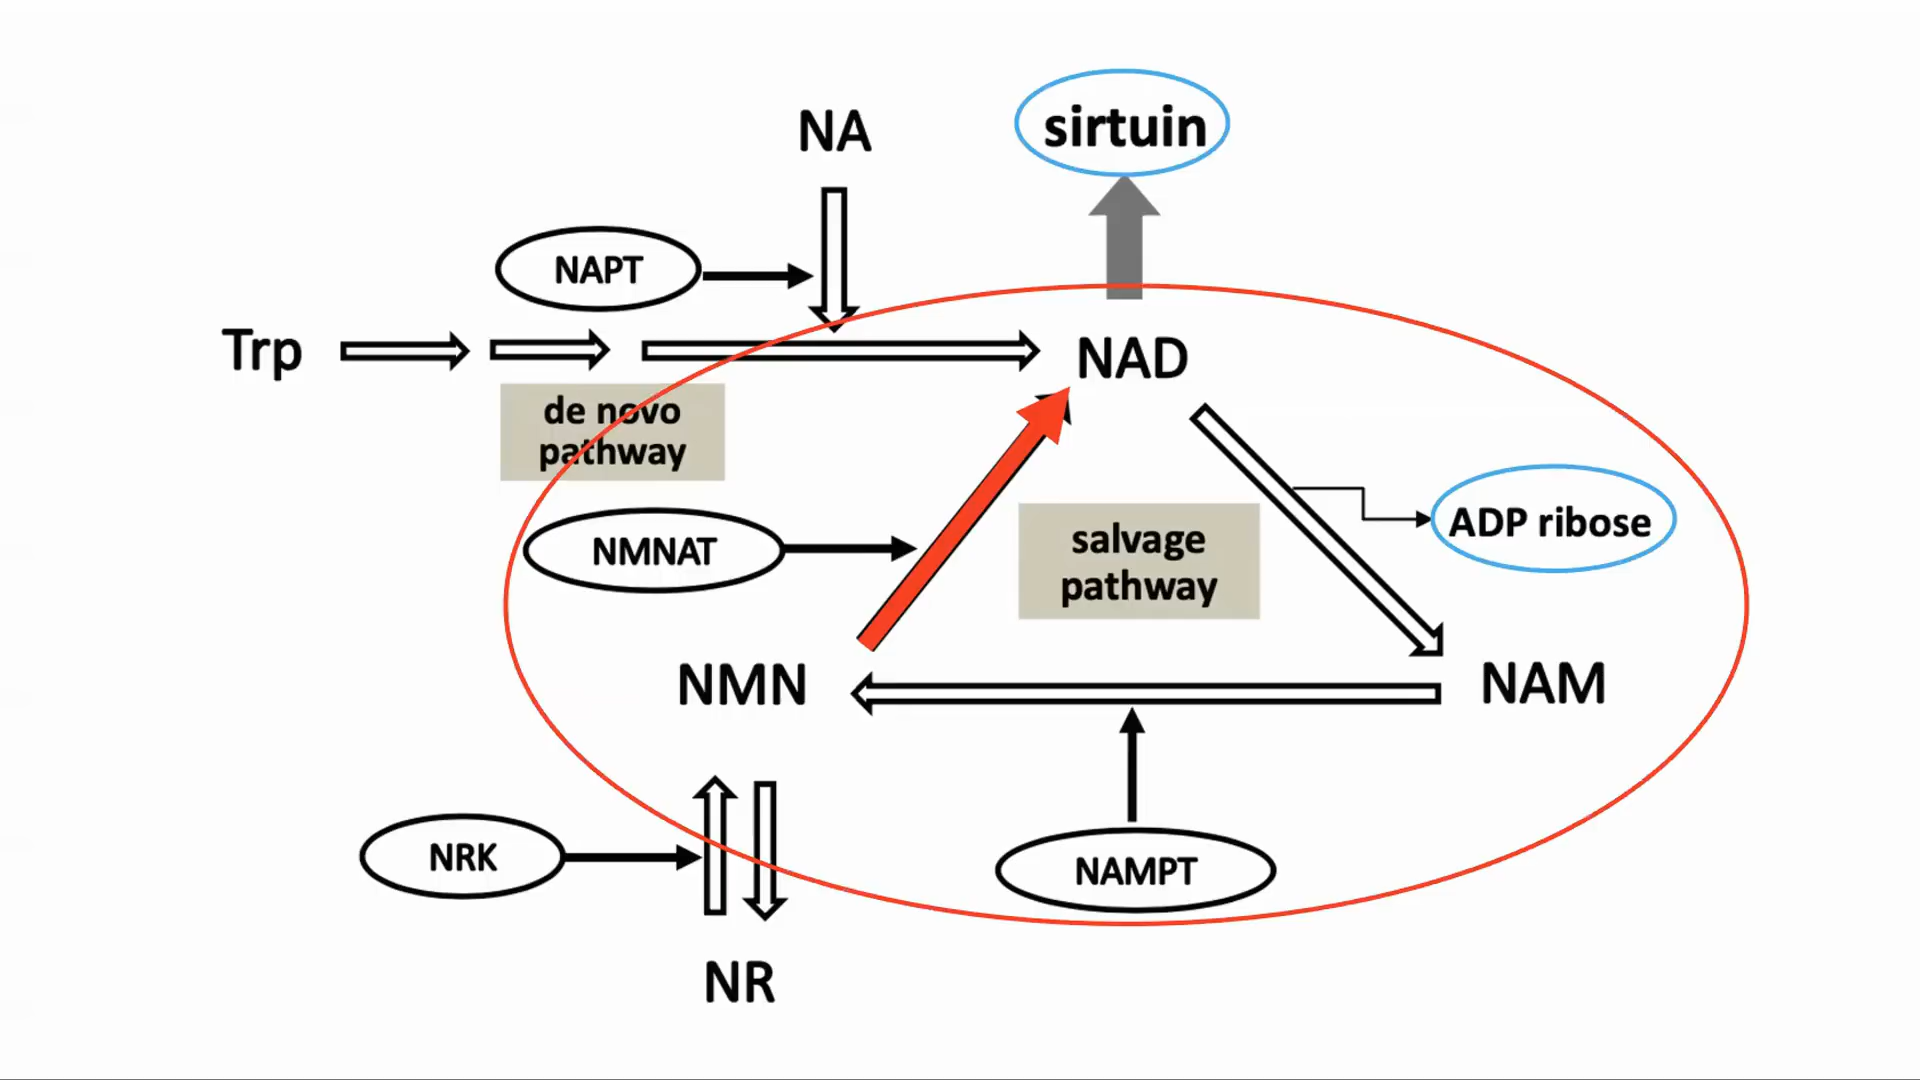 NA
sirtuin
NAPT
Trp
NAD
de novo
pathway
NMNAT
salvage
pathway
ADP ribose
NMN
NAM
NRK
NAMPT
NR